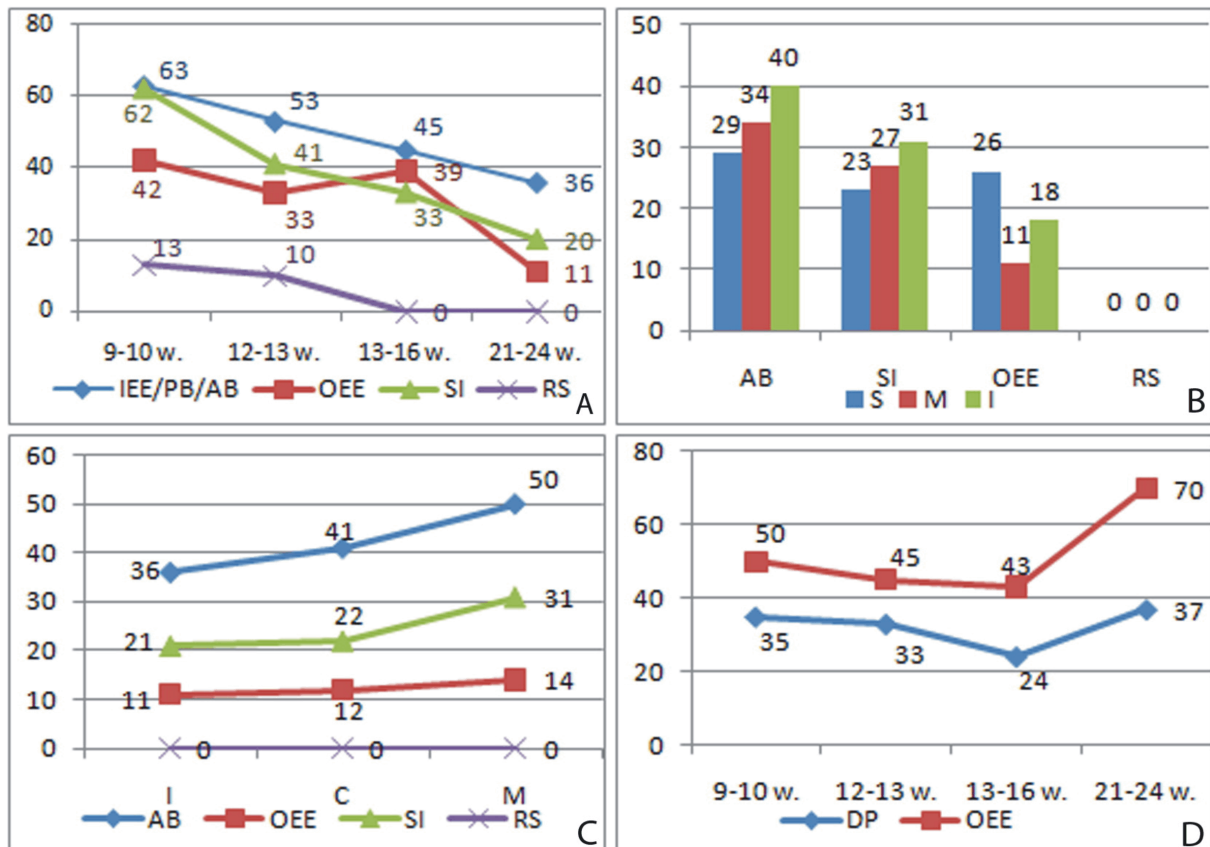 80
60
40
20
0
63
53
45
36
62
41
33
20
42
33
39
11
13
10
0
0
9-10 w. 12-13 w. 13-16 w. 21-24 w.
IEE/PB/AB OEE SI RS
A
50
40
30
20
10
0
29 34 40
23 27 31
26 11 18
0 0 0
AB SI OEE RS
S M I
B
60
50
40
30
20
10
0
36 41 50
21 22 31
11 12 14
0 0 0
I C M
AB OEE SI RS
C
80
60
40
20
0
50 45 43 70
35 33 24 37
9-10 w. 12-13 w. 13-16 w. 21-24 w.
DP OEE
D